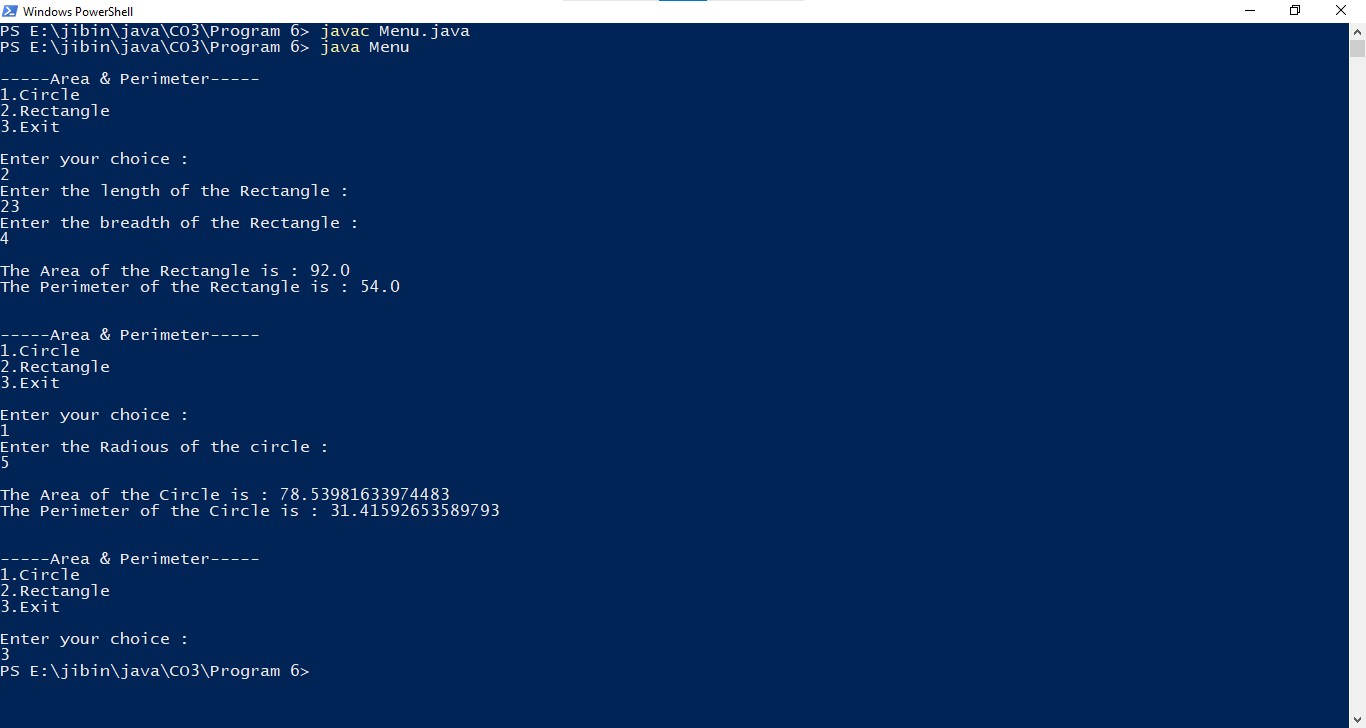 Windows PowerShell
PS E:\jibin\java\CO3\Program 6> javac Menu.java
PS E:\jibin\java\CO3\Program 6> java Menu
-----Area & Perimeter-----
1.Circle
2.Rectangle
3.Exit
Enter your choice :
2
Enter the length of the Rectangle :
23
Enter the breadth of the Rectangle :
4
The Area of the Rectangle is : 92.0
The Perimeter of the Rectangle is : 54.0
-----Area & Perimeter-----
1.Circle
2.Rectangle
3.Exit
Enter your choice :
1
Enter the Radious of the circle :
5
The Area of the Circle is : 78.53981633974483
The Perimeter of the Circle is : 31.41592653589793
-----Area & Perimeter-----
1.Circle
2.Rectangle
3.Exit
Enter your choice :
3
PS E:\jibin\java\CO3\Program 6>